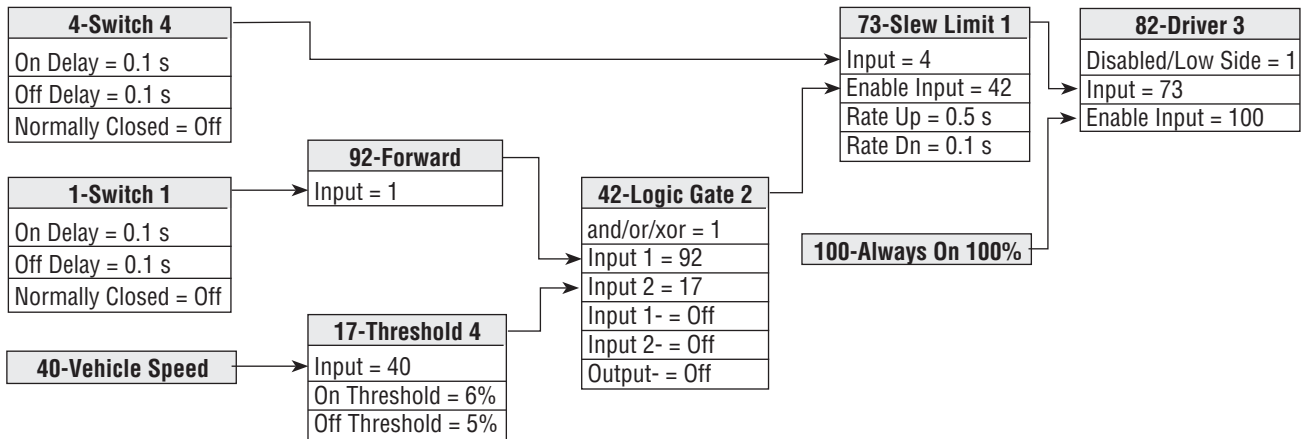 4-Switch 4
On Delay = 0.1 s
Off Delay = 0.1 s
Normally Closed = Off
1-Switch 1
On Delay = 0.1 s
Off Delay = 0.1 s
Normally Closed = Off
40-Vehicle Speed
92-Forward
Input = 1
17-Threshold 4
Input = 40
On Threshold = 6%
Off Threshold = 5%
42-Logic Gate 2
and/or/xor = 1
Input 1 = 92
Input 2 = 17
Input 1- = Off
Input 2- = Off
Output- = Off
73-Slew Limit 1
Input = 4
Enable Input = 42
Rate Up = 0.5 s
Rate Dn = 0.1 s
100-Always On 100%
82-Driver 3
Disabled/Low Side = 1
Input = 73
Enable Input = 100